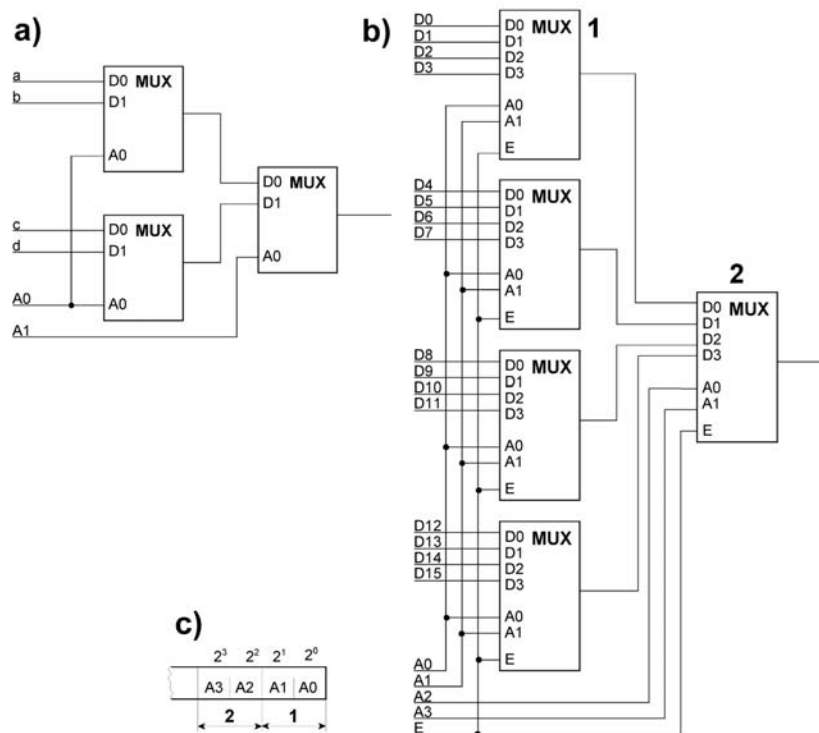 a)
a
b
D0 MUX
D1
A0
c
d
D0 MUX
D1
A0
A0
A1
D0 MUX
D1
A0
b)
D0
D1
D2
D3
D0 MUX
D1
D2
D3
A0
A1
E
1
D4
D5
D6
D7
D0 MUX
D1
D2
D3
A0
A1
E
D8
D9
D10
D11
D0 MUX
D1
D2
D3
A0
A1
E
D12
D13
D14
D15
D0 MUX
D1
D2
D3
A0
A1
E
A0
A1
A2
A3
E
2
D0 MUX
D1
D2
D3
A0
A1
E
c)
2³ 2² 2¹ 2⁰
A3 A2 A1 A0
2 1